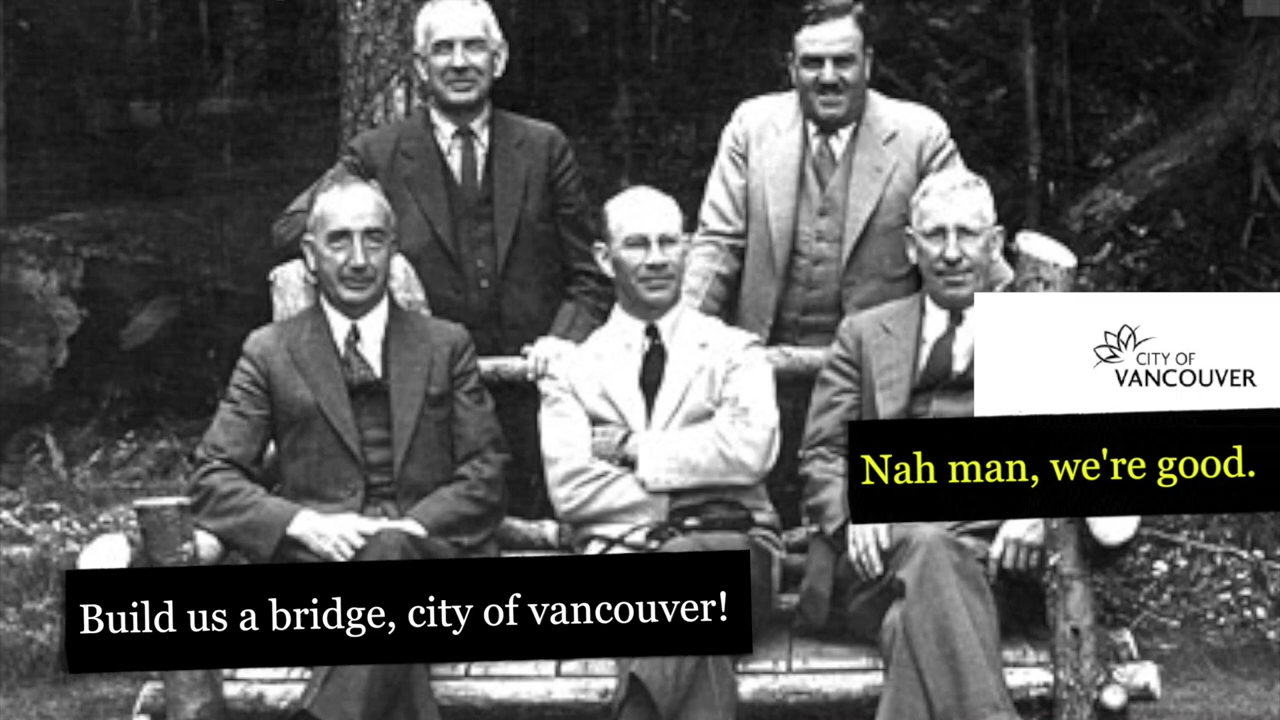 CITY OF
VANCOUVER
Nah man, we're good.
Build us a bridge, city of vancouver!